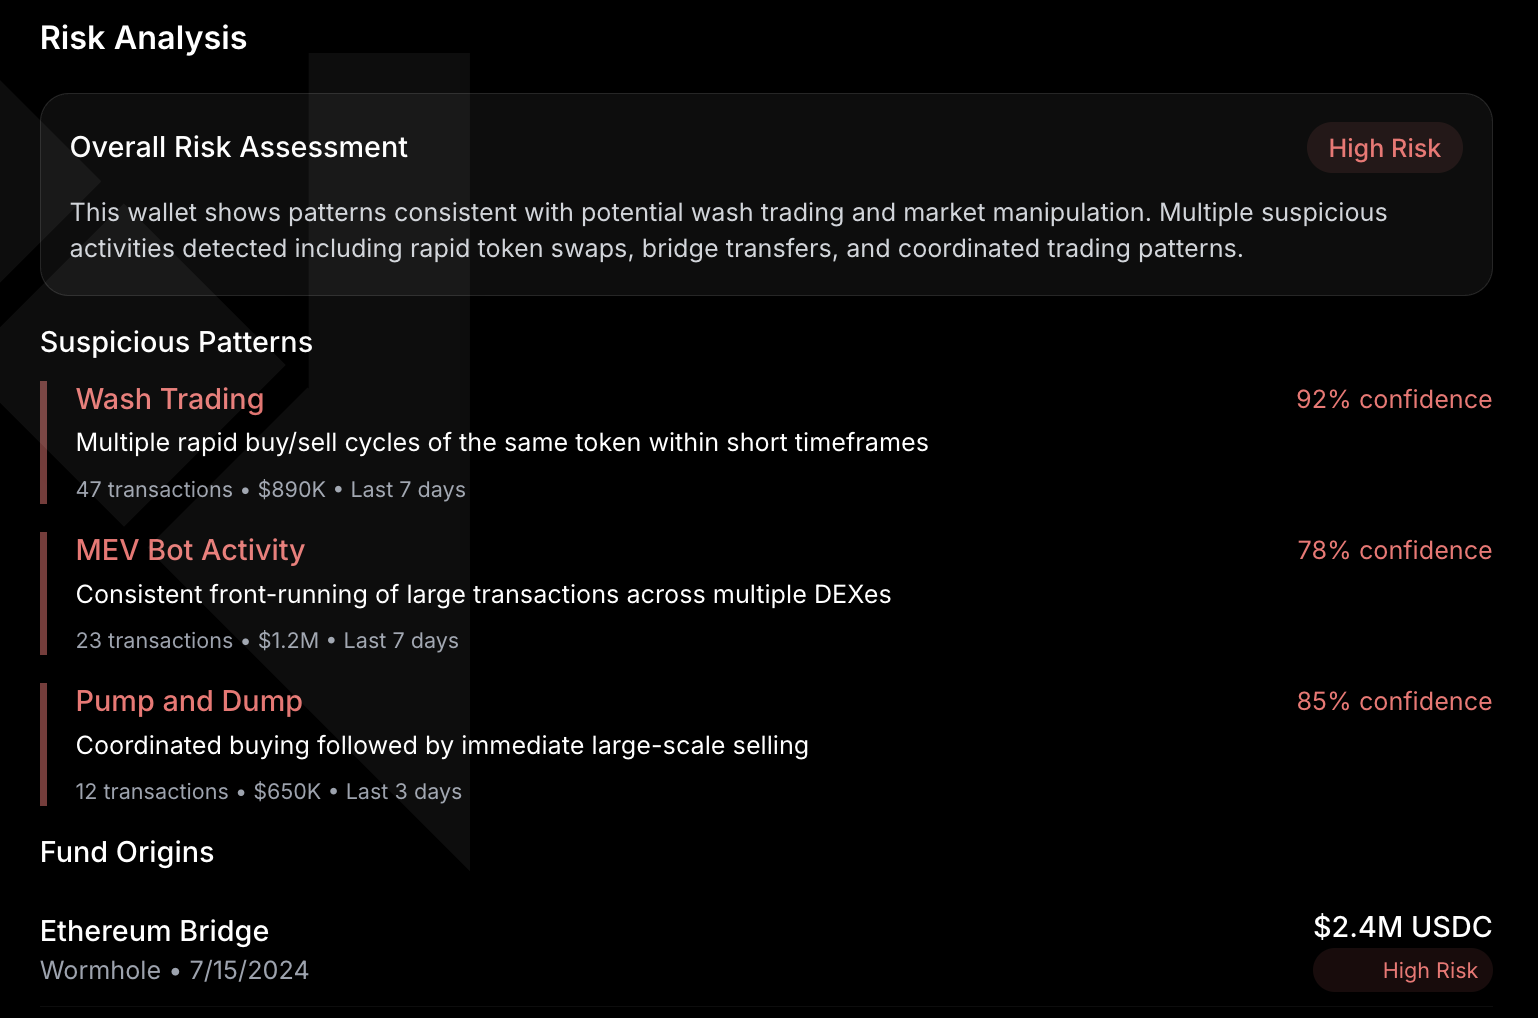 Risk Analysis
Overall Risk Assessment
High Risk
This wallet shows patterns consistent with potential wash trading and market manipulation. Multiple suspicious
activities detected including rapid token swaps, bridge transfers, and coordinated trading patterns.
Suspicious Patterns
Wash Trading
92% confidence
Multiple rapid buy/sell cycles of the same token within short timeframes
47 transactions • $890K • Last 7 days
MEV Bot Activity
78% confidence
Consistent front-running of large transactions across multiple DEXes
23 transactions • $1.2M • Last 7 days
Pump and Dump
85% confidence
Coordinated buying followed by immediate large-scale selling
12 transactions • $650K • Last 3 days
Fund Origins
Ethereum Bridge
$2.4M USDC
Wormhole • 7/15/2024
High Risk